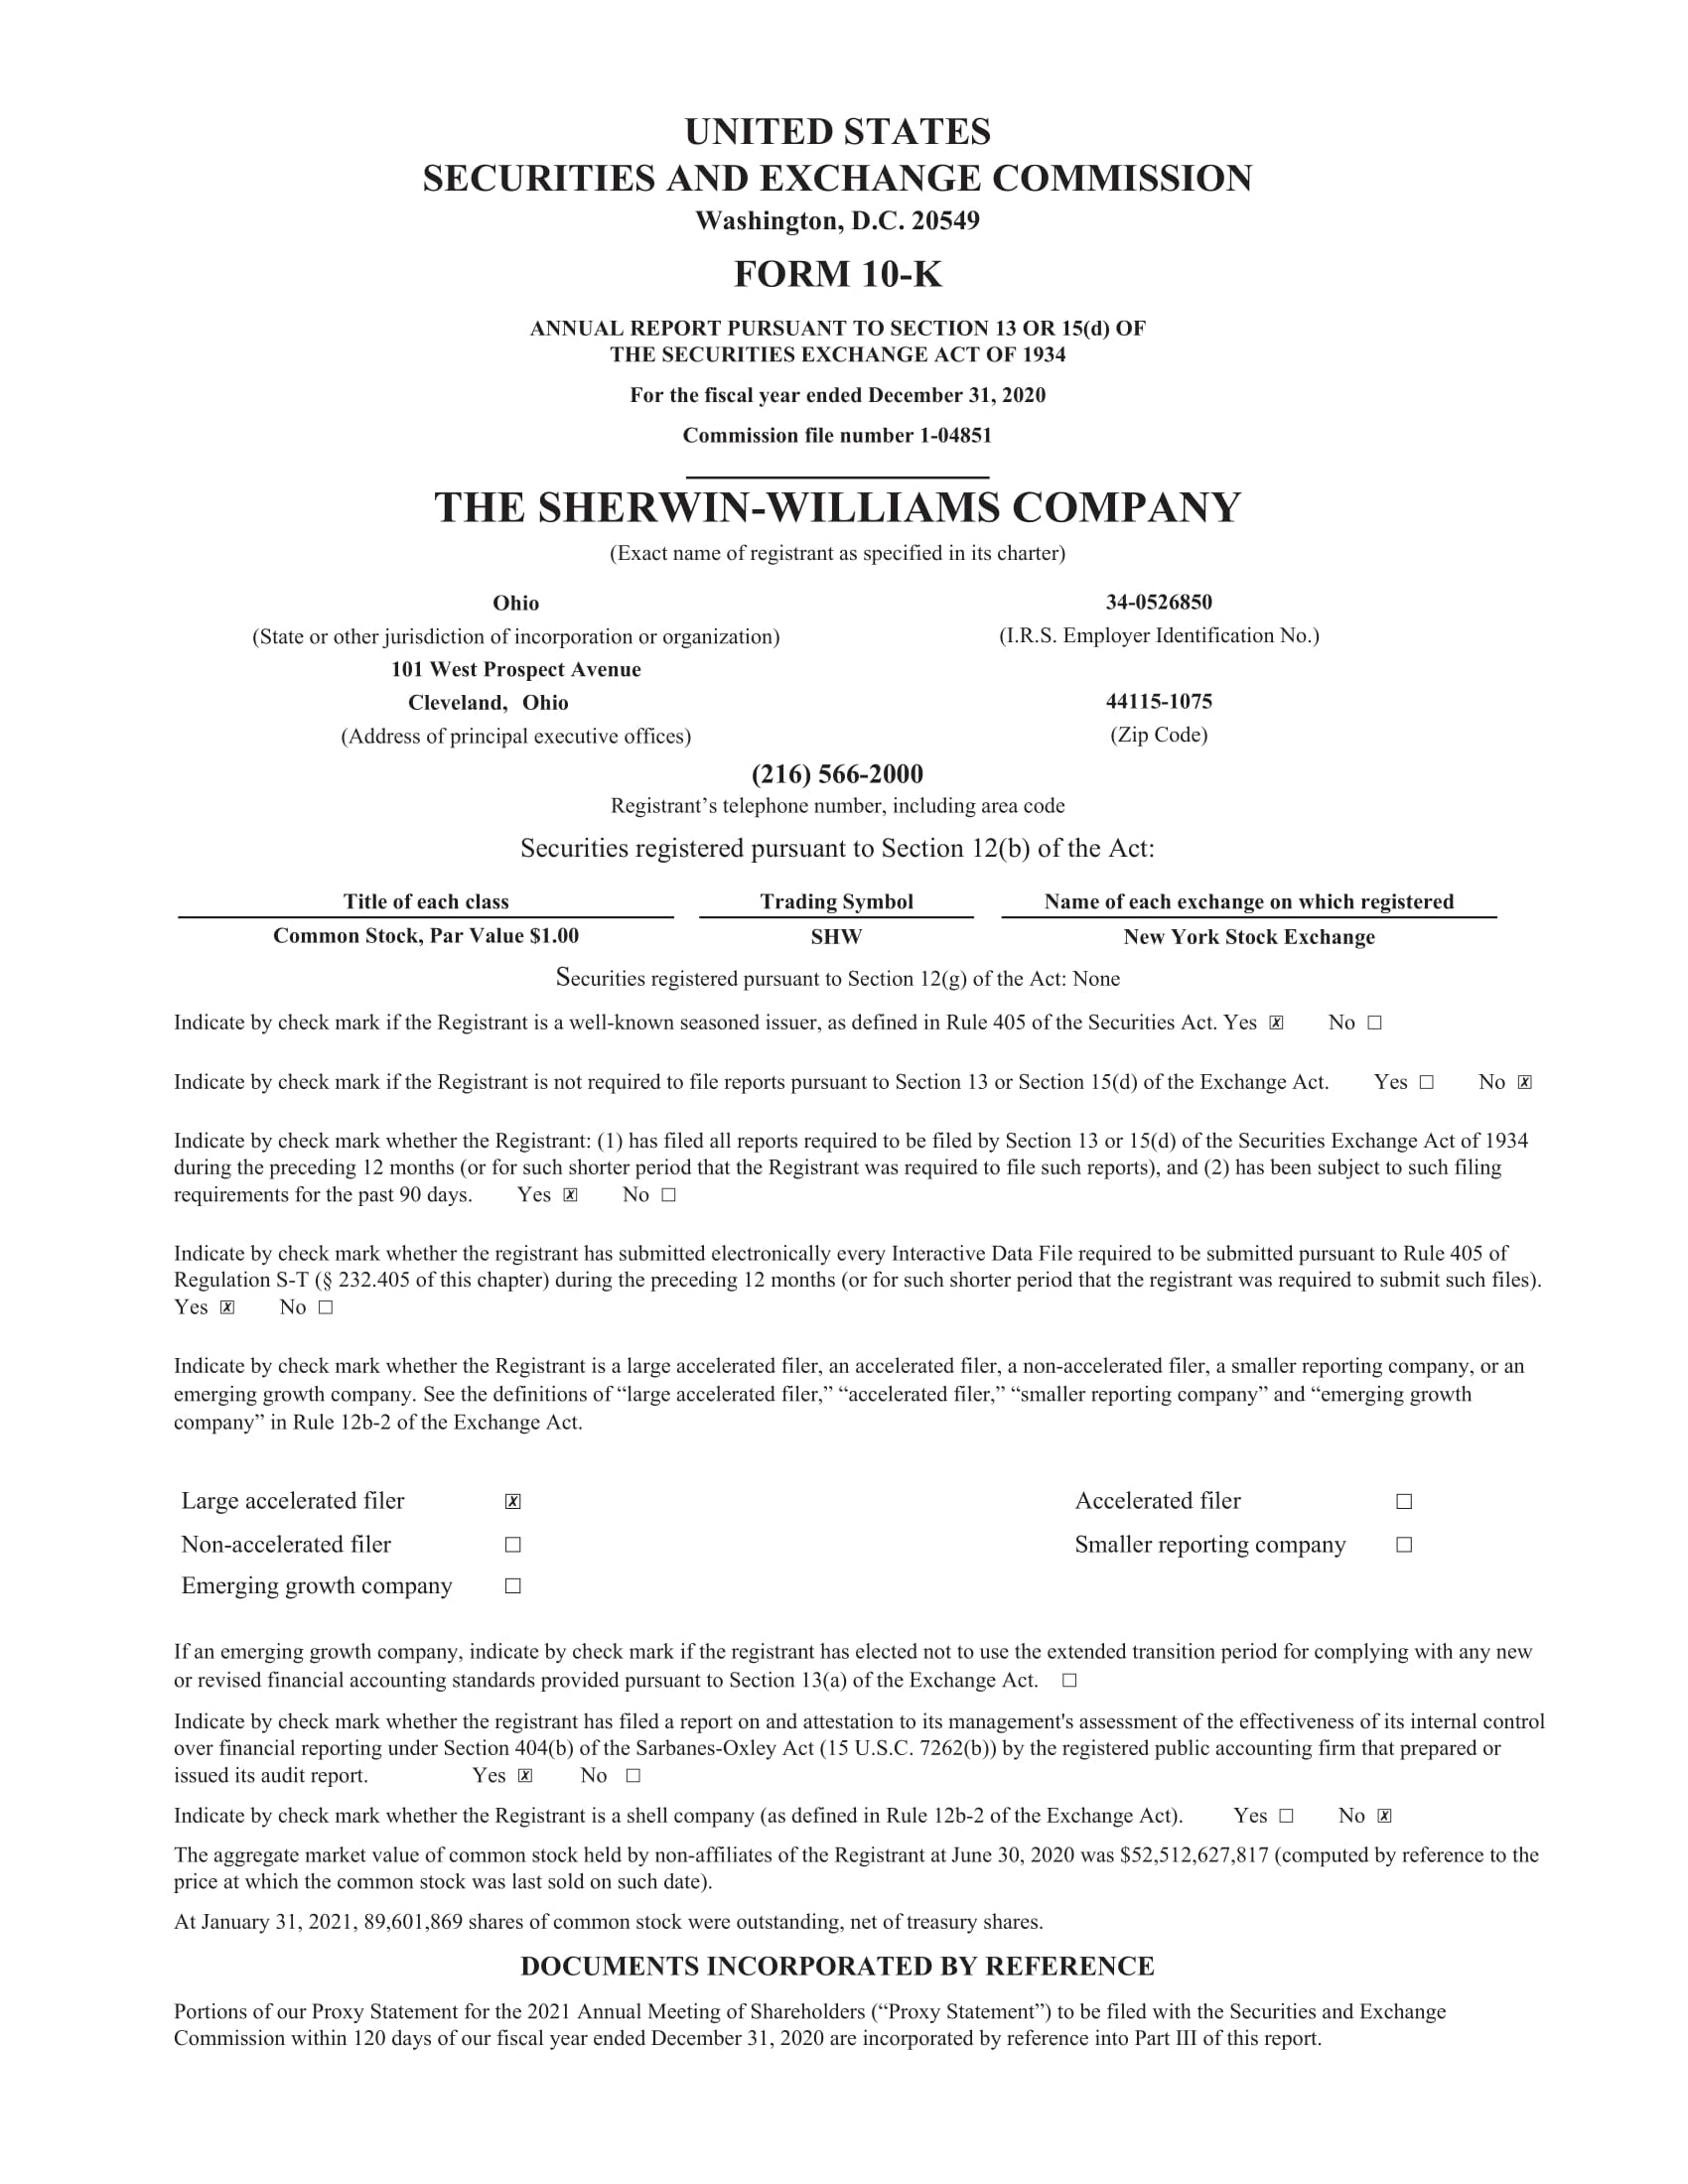 UNITED STATES
SECURITIES AND EXCHANGE COMMISSION
Washington, D.C. 20549
FORM 10-K
ANNUAL REPORT PURSUANT TO SECTION 13 OR 15(d) OF
THE SECURITIES EXCHANGE ACT OF 1934
For the fiscal year ended December 31, 2020
Commission file number 1-04851
THE SHERWIN-WILLIAMS COMPANY
(Exact name of registrant as specified in its charter)
Ohio 34-0526850
(State or other jurisdiction of incorporation or organization) (I.R.S. Employer Identification No.)
101 West Prospect Avenue
Cleveland, Ohio 44115-1075
(Address of principal executive offices) (Zip Code)
(216) 566-2000
Registrant’s telephone number, including area code
Securities registered pursuant to Section 12(b) of the Act:
Title of each class Trading Symbol Name of each exchange on which registered
Common Stock, Par Value $1.00 SHW New York Stock Exchange
Securities registered pursuant to Section 12(g) of the Act: None
Indicate by check mark if the Registrant is a well-known seasoned issuer, as defined in Rule 405 of the Securities Act. Yes ☒ No ☐
Indicate by check mark if the Registrant is not required to file reports pursuant to Section 13 or Section 15(d) of the Exchange Act. Yes ☐ No ☒
Indicate by check mark whether the Registrant: (1) has filed all reports required to be filed by Section 13 or 15(d) of the Securities Exchange Act of 1934
during the preceding 12 months (or for such shorter period that the Registrant was required to file such reports), and (2) has been subject to such filing
requirements for the past 90 days. Yes ☒ No ☐
Indicate by check mark whether the registrant has submitted electronically every Interactive Data File required to be submitted pursuant to Rule 405 of
Regulation S-T (§ 232.405 of this chapter) during the preceding 12 months (or for such shorter period that the registrant was required to submit such files).
Yes ☒ No ☐
Indicate by check mark whether the Registrant is a large accelerated filer, an accelerated filer, a non-accelerated filer, a smaller reporting company, or an
emerging growth company. See the definitions of “large accelerated filer,” “accelerated filer,” “smaller reporting company” and “emerging growth
company” in Rule 12b-2 of the Exchange Act.
Large accelerated filer ☒ Accelerated filer ☐
Non-accelerated filer ☐ Smaller reporting company ☐
Emerging growth company ☐
If an emerging growth company, indicate by check mark if the registrant has elected not to use the extended transition period for complying with any new
or revised financial accounting standards provided pursuant to Section 13(a) of the Exchange Act. ☐
Indicate by check mark whether the registrant has filed a report on and attestation to its management's assessment of the effectiveness of its internal control
over financial reporting under Section 404(b) of the Sarbanes-Oxley Act (15 U.S.C. 7262(b)) by the registered public accounting firm that prepared or
issued its audit report. Yes ☒ No ☐
Indicate by check mark whether the Registrant is a shell company (as defined in Rule 12b-2 of the Exchange Act). Yes ☐ No ☒
The aggregate market value of common stock held by non-affiliates of the Registrant at June 30, 2020 was $52,512,627,817 (computed by reference to the
price at which the common stock was last sold on such date).
At January 31, 2021, 89,601,869 shares of common stock were outstanding, net of treasury shares.
DOCUMENTS INCORPORATED BY REFERENCE
Portions of our Proxy Statement for the 2021 Annual Meeting of Shareholders (“Proxy Statement”) to be filed with the Securities and Exchange
Commission within 120 days of our fiscal year ended December 31, 2020 are incorporated by reference into Part III of this report.